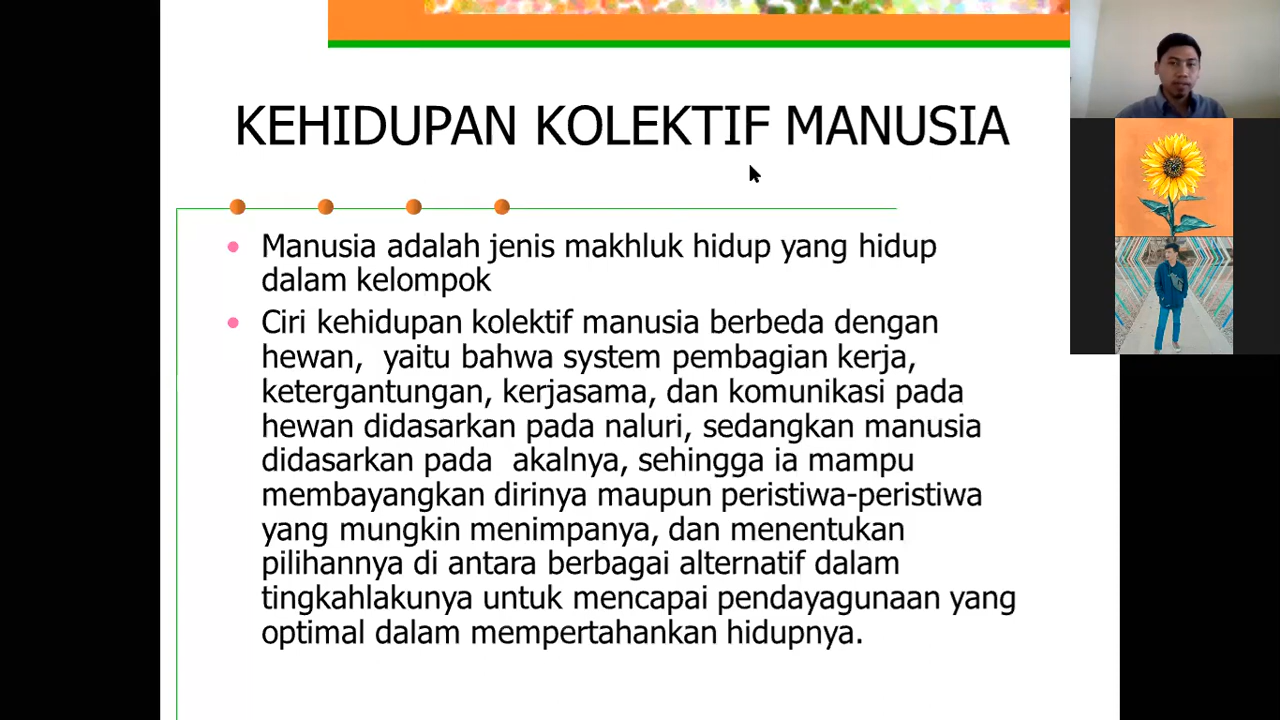 KEHIDUPAN KOLEKTIF MANUSIA
Manusia adalah jenis makhluk hidup yang hidup
dalam kelompok
Ciri kehidupan kolektif manusia berbeda dengan
hewan, yaitu bahwa system pembagian kerja,
ketergantungan, kerjasama, dan komunikasi pada
hewan didasarkan pada naluri, sedangkan manusia
didasarkan pada akalnya, sehingga ia mampu
membayangkan dirinya maupun peristiwa-peristiwa
yang mungkin menimpanya, dan menentukan
pilihannya di antara berbagai alternatif dalam
tingkahlakunya untuk mencapai pendayagunaan yang
optimal dalam mempertahankan hidupnya.